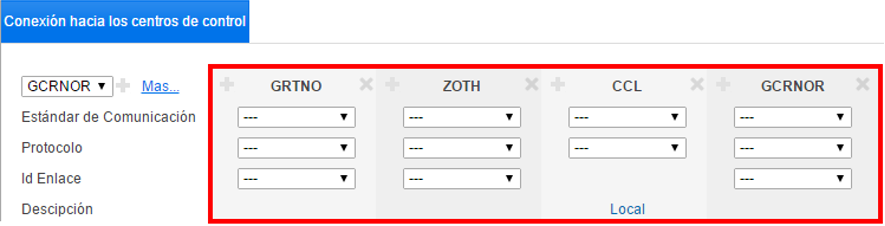 Conexión hacia los centros de control
GCRNOR Mas... GRTNO ZOTH CCL GCRNOR
Estándar de Comunicación --- --- --- ---
Protocolo --- --- --- ---
Id Enlace --- --- ---
Descipción Local